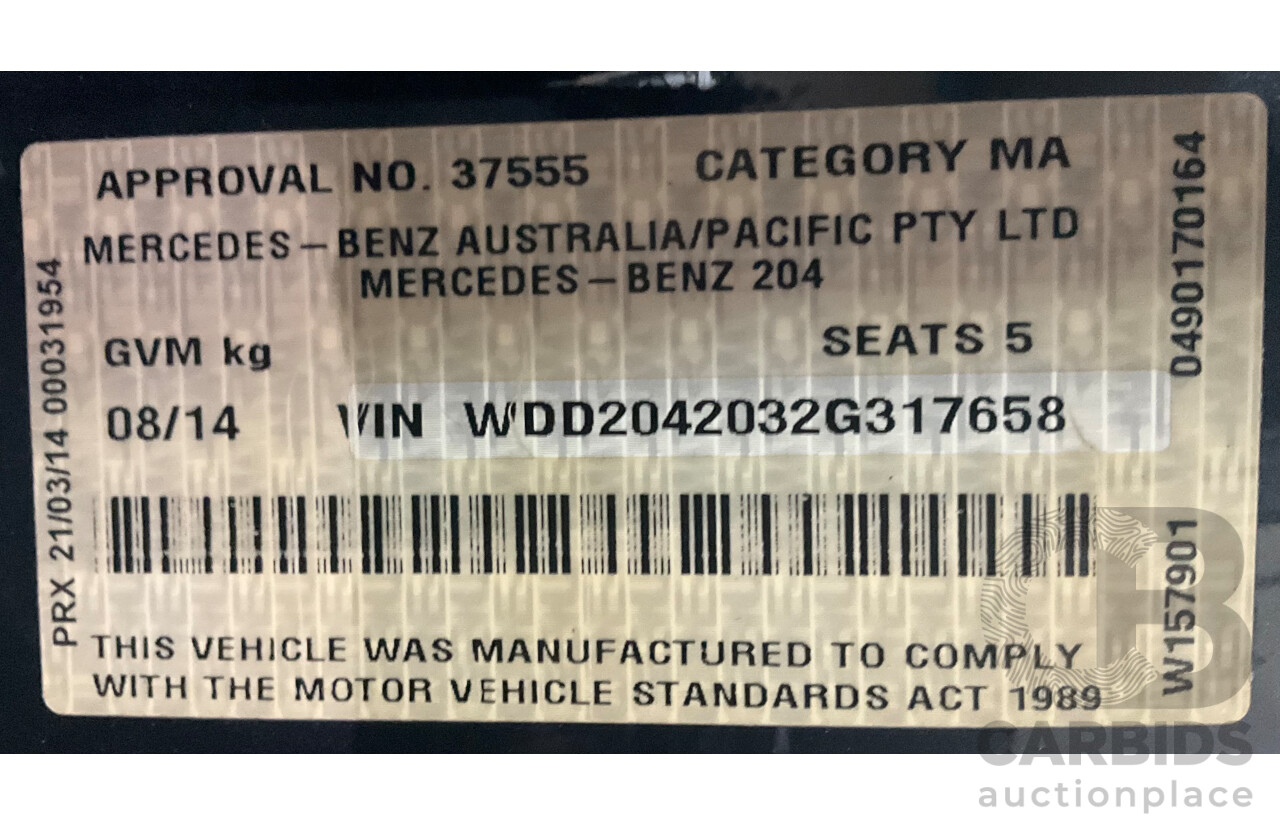 APPROVAL NO. 37555 CATEGORY MA
MERCEDES-BENZ AUSTRALIA/PACIFIC PTY LTD
MERCEDES-BENZ 204
GVM kg SEATS 5
08/14 VIN WDD2042032G317658
THIS VEHICLE WAS MANUFACTURED TO COMPLY
WITH THE MOTOR VEHICLE STANDARDS ACT 1989
PRX 21/03/14 00031954
0490170164
W157901
CB
CARBIDS
auctionplace